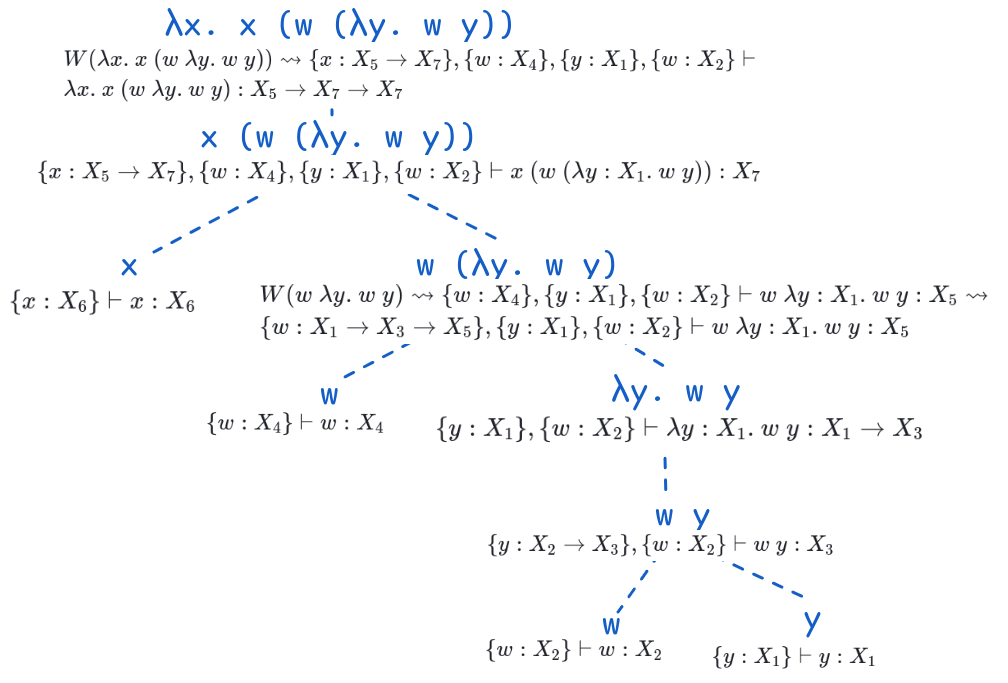 λx. x (w (λy. w y))
W(λx. x (w λy. w y)) ⇝ {x : X₅ → X₇}, {w : X₄}, {y : X₁}, {w : X₂} ⊢
λx. x (w λy. w y) : X₅ → X₇ → X₇
x (w (λy. w y))
{x : X₅ → X₇}, {w : X₄}, {y : X₁}, {w : X₂} ⊢ x (w (λy : X₁. w y)) : X₇
x
{x : X₆} ⊢ x : X₆
w (λy. w y)
W(w λy. w y) ⇝ {w : X₄}, {y : X₁}, {w : X₂} ⊢ w λy : X₁. w y : X₅ ⇝
{w : X₁ → X₃ → X₅}, {y : X₁}, {w : X₂} ⊢ w λy : X₁. w y : X₅
w
{w : X₄} ⊢ w : X₄
λy. w y
{y : X₁}, {w : X₂} ⊢ λy : X₁. w y : X₁ → X₃
w y
{y : X₂ → X₃}, {w : X₂} ⊢ w y : X₃
w
{w : X₂} ⊢ w : X₂
y
{y : X₁} ⊢ y : X₁